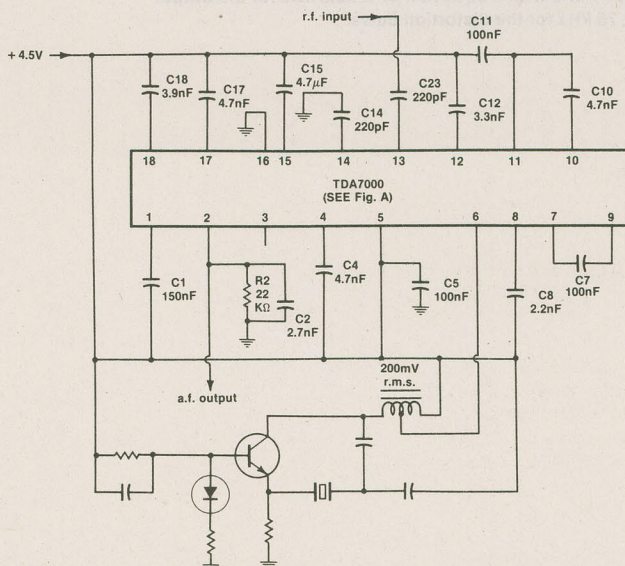 r.f. input
C11
100nF
+ 4.5V
C18
3.9nF
C17
4.7nF
C15
4.7μF
C14
220pF
C23
220pF
C12
3.3nF
C10
4.7nF
18
17
16
15
14
13
12
11
10
TDA7000
(SEE Fig. A)
1
2
3
4
5
6
8
7
9
C1
150nF
R2
22
KΩ
C2
2.7nF
C4
4.7nF
C5
100nF
C8
2.2nF
C7
100nF
a.f. output
200mV
r.m.s.